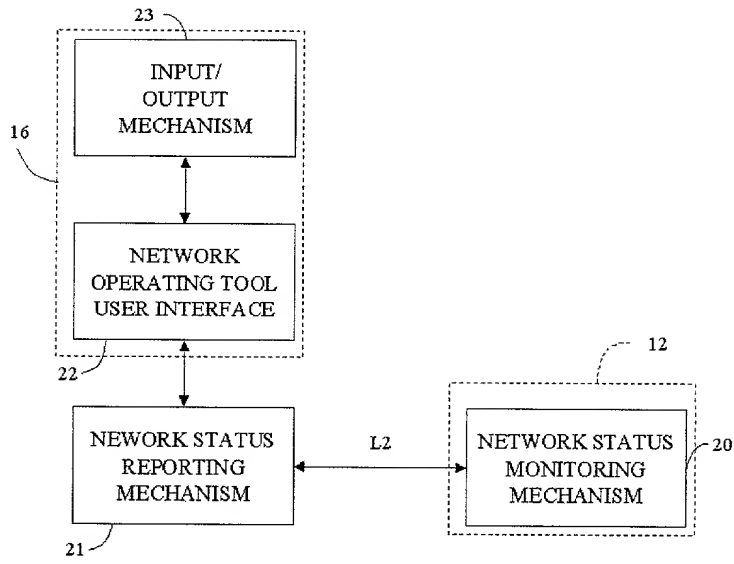 23
INPUT/
OUTPUT
MECHANISM
16
NETWORK
OPERATING TOOL
USER INTERFACE
22
12
NEWORK STATUS
REPORTING
MECHANISM
L2
NETWORK STATUS
MONITORING
MECHANISM
20
21